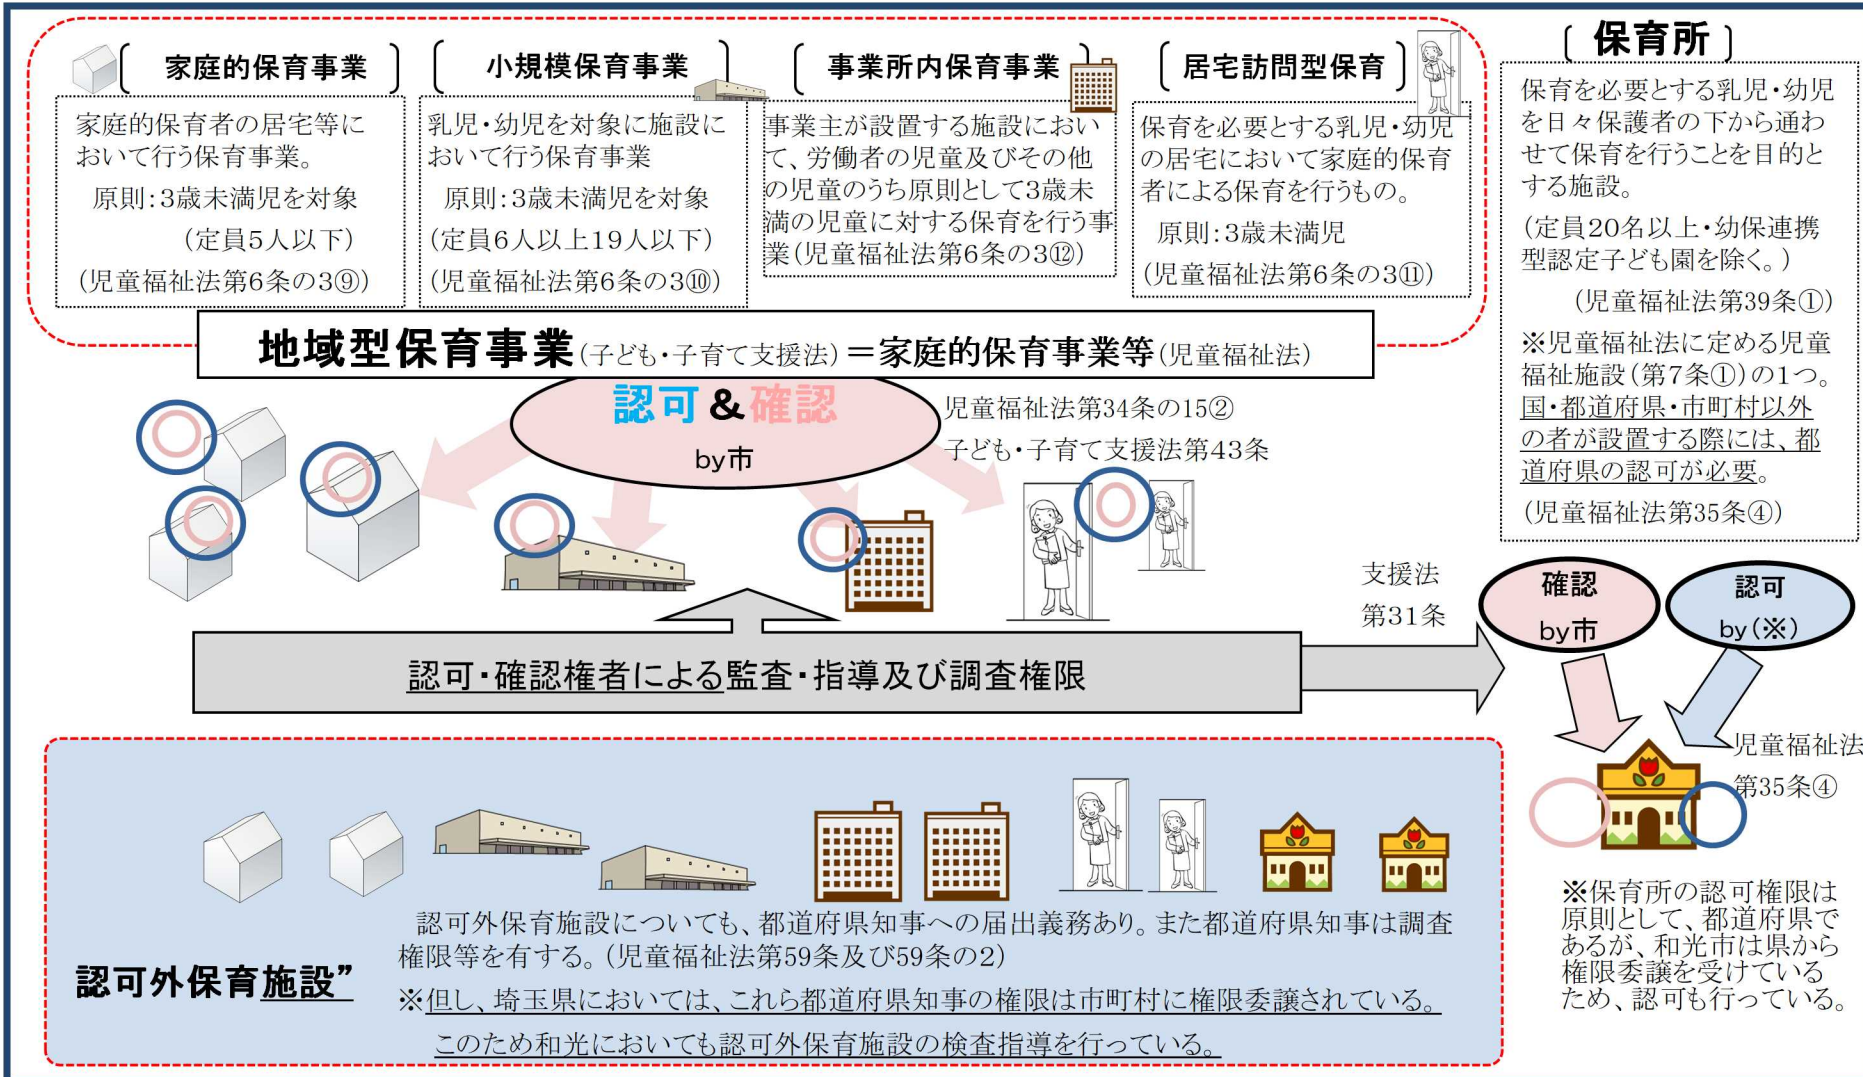 〔 家庭的保育事業 〕
家庭的保育者の居宅等に
おいて行う保育事業。
原則：3歳未満児を対象
（定員5人以下）
（児童福祉法第6条の3⑨）
〔 小規模保育事業 〕
乳児・幼児を対象に施設に
おいて行う保育事業
原則：3歳未満児を対象
（定員6人以上19人以下）
（児童福祉法第6条の3⑩）
〔 事業所内保育事業 〕
事業主が設置する施設におい
て、労働者の児童及びその他
の児童のうち原則として3歳未
満の児童に対する保育を行う事
業（児童福祉法第6条の3⑫）
〔 居宅訪問型保育 〕
保育を必要とする乳児・幼児
の居宅において家庭的保育
者による保育を行うもの。
原則：3歳未満児
（児童福祉法第6条の3⑪）
〔 保育所 〕
保育を必要とする乳児・幼児
を日々保護者の下から通わ
せて保育を行うことを目的と
する施設。
（定員20名以上・幼保連携
型認定子ども園を除く。）
（児童福祉法第39条①）
※児童福祉法に定める児童
福祉施設（第7条①）の1つ。
国・都道府県・市町村以外
の者が設置する際には、都
道府県の認可が必要。
（児童福祉法第35条④）
地域型保育事業（子ども・子育て支援法）＝家庭的保育事業等（児童福祉法）
認可＆確認
by市
児童福祉法第34条の15②
子ども・子育て支援法第43条
支援法
第31条
確認
by市
認可
by（※）
認可・確認権者による監査・指導及び調査権限
児童福祉法
第35条④
※保育所の認可権限は
原則として、都道府県で
あるが、和光市は県から
権限委譲を受けている
ため、認可も行っている。
認可外保育施設”
認可外保育施設についても、都道府県知事への届出義務あり。また都道府県知事は調査
権限等を有する。（児童福祉法第59条及び59条の2）
※但し、埼玉県においては、これら都道府県知事の権限は市町村に権限委譲されている。
このため和光においても認可外保育施設の検査指導を行っている。